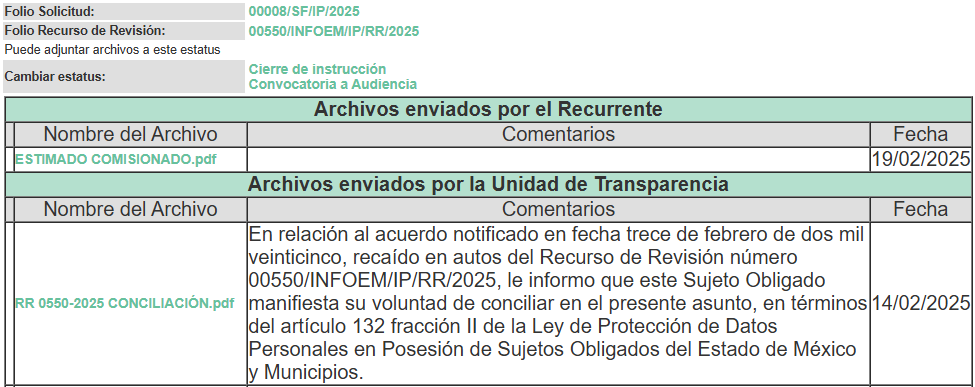 Folio Solicitud: 00008/SF/IP/2025
Folio Recurso de Revisión: 00550/INFOEM/IP/RR/2025
Puede adjuntar archivos a este estatus
Cambiar estatus: Cierre de instrucción
Convocatoria a Audiencia
Archivos enviados por el Recurrente
Nombre del Archivo Comentarios Fecha
ESTIMADO COMISIONADO.pdf 19/02/2025
Archivos enviados por la Unidad de Transparencia
Nombre del Archivo Comentarios Fecha
En relación al acuerdo notificado en fecha trece de febrero de dos mil
veinticinco, recaído en autos del Recurso de Revisión número
00550/INFOEM/IP/RR/2025, le informo que este Sujeto Obligado
RR 0550-2025 CONCILIACIÓN.pdf manifiesta su voluntad de conciliar en el presente asunto, en términos 14/02/2025
del artículo 132 fracción II de la Ley de Protección de Datos
Personales en Posesión de Sujetos Obligados del Estado de México
y Municipios.